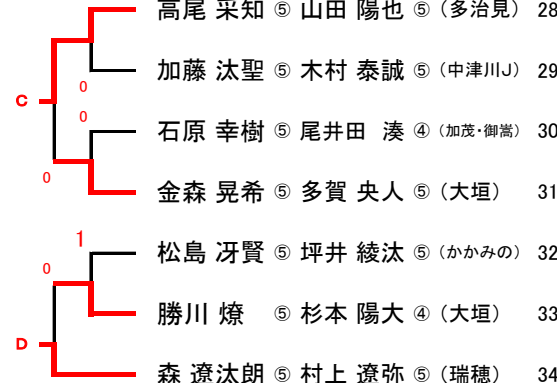 高尾 采知 ⑤ 山田 陽也 ⑤ (多治見) 28
加藤 汰聖 ⑤ 木村 泰誠 ⑤ (中津川J) 29
0
C
0
石原 幸樹 ⑤ 尾井田 湊 ④ (加茂・御嵩) 30
0
金森 晃希 ⑤ 多賀 央人 ⑤ (大垣) 31
1
松島 冴賢 ⑤ 坪井 綾汰 ⑤ (かかみの) 32
0
勝川 燎 ⑤ 杉本 陽大 ④ (大垣) 33
D
森 遼太朗 ⑤ 村上 遼弥 ⑤ (瑞穂) 34